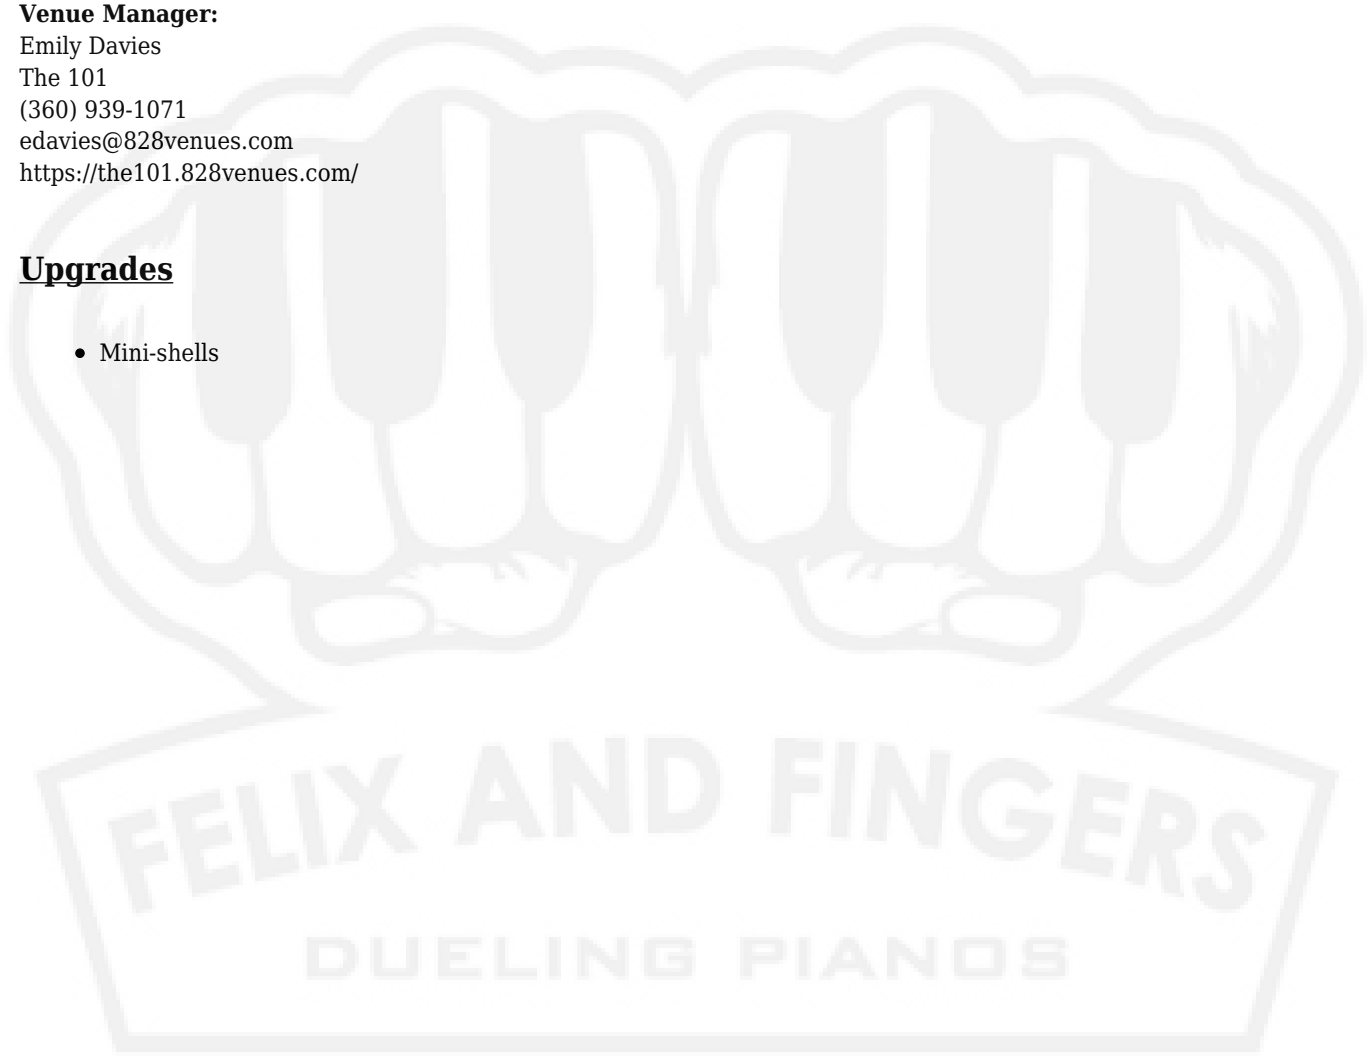 Venue Manager:
Emily Davies
The 101
(360) 939-1071
edavies@828venues.com
https://the101.828venues.com/
Upgrades
Mini-shells
FELIX AND FINGERS
DUELING PIANOS